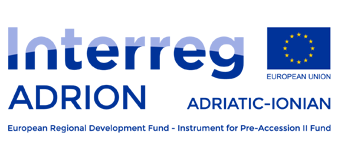 Interreg
EUROPEAN UNION
ADRION ADRIATIC-IONIAN
European Regional Development Fund - Instrument for Pre-Accession II Fund